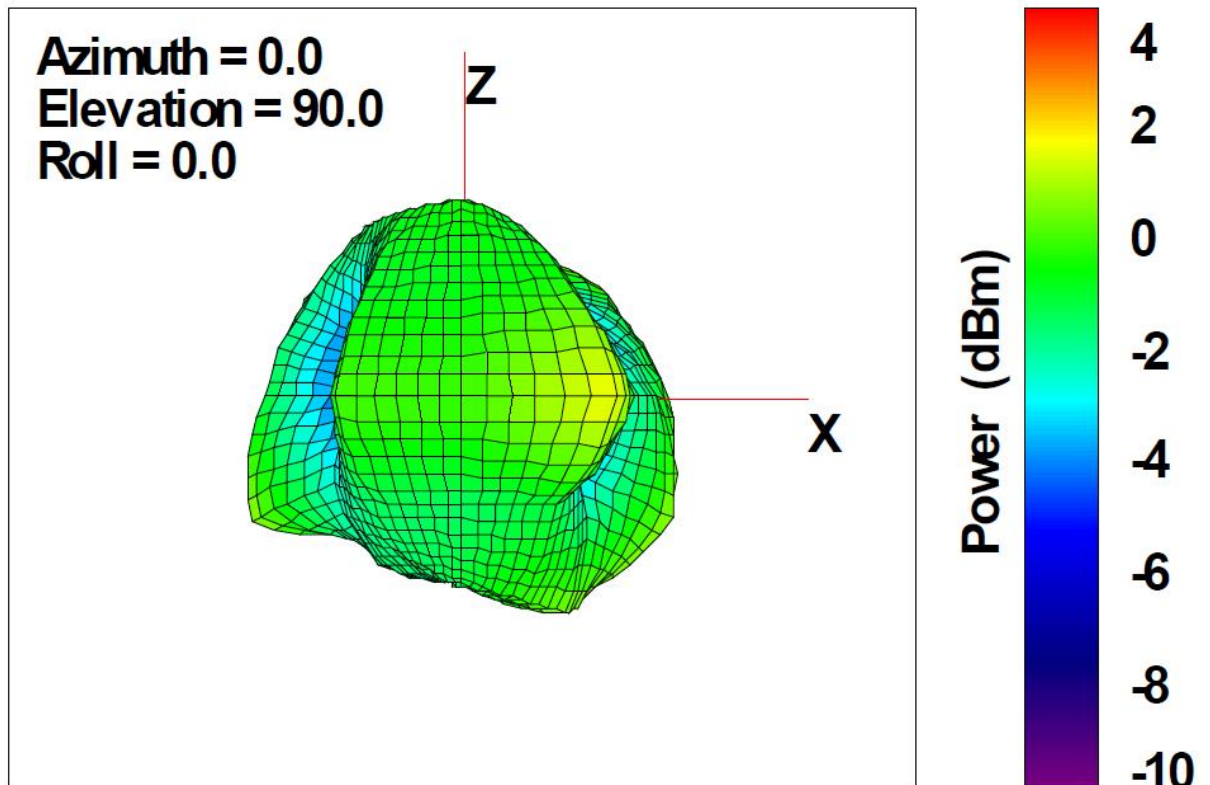 Azimuth = 0.0
Elevation = 90.0
Roll = 0.0
Z
X
Power (dBm)
4
2
0
-2
-4
-6
-8
-10